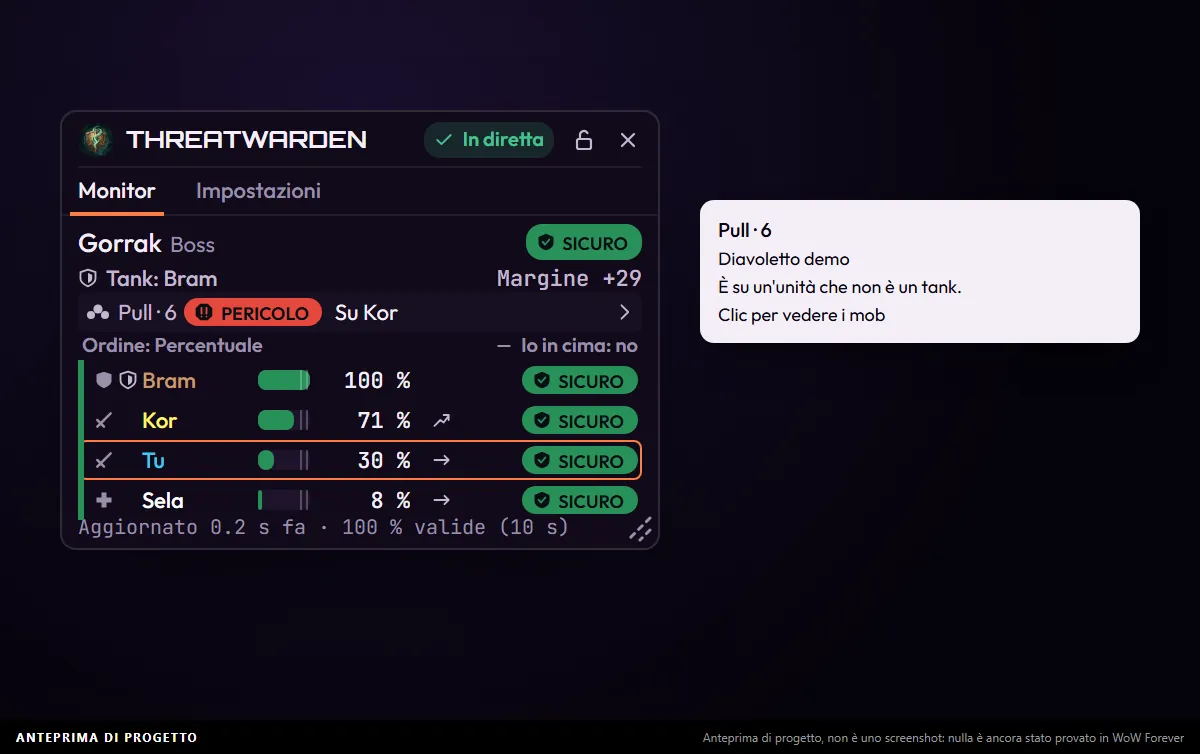 THREATWARDEN
In diretta
Monitor
Impostazioni
Gorrak Boss
SICURO
Tank: Bram
Margine +29
Pull · 6
PERICOLO
Su Kor
Ordine: Percentuale
— Io in cima: no
Bram 100 % SICURO
Kor 71 % SICURO
Tu 30 % → SICURO
Sela 8 % → SICURO
Aggiornato 0.2 s fa · 100 % valide (10 s)
Pull · 6
Diavoletto demo
È su un'unità che non è un tank.
Clic per vedere i mob
ANTEPRIMA DI PROGETTO
Anteprima di progetto, non è uno screenshot: nulla è ancora stato provato in WoW Forever